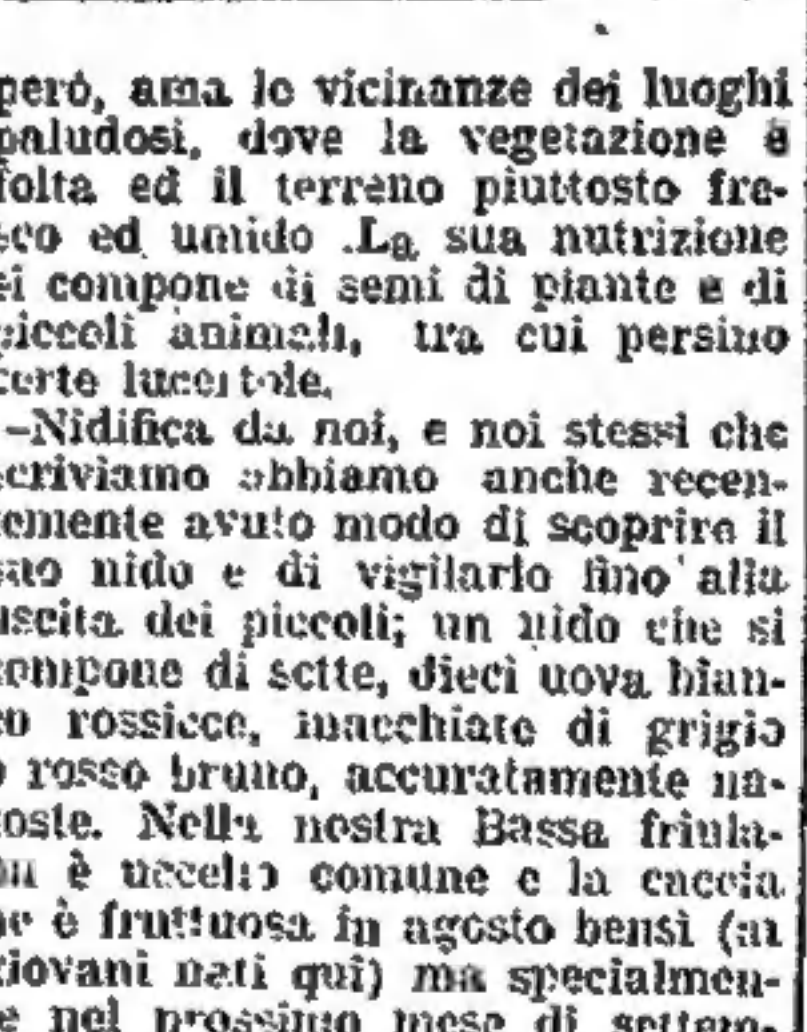 però, ama le vicinanze dei luoghi
paludosi, dove la vegetazione è
folta ed il terreno piuttosto fre-
sco ed umido .La sua nutrizione
si compone di semi di piante e di
piccoli animali, tra cui persino
certe lucertole.
-Nidifica da noi, e noi stessi che
scriviamo abbiamo anche recen-
temente avuto modo di scoprire il
suo nido e di vigilarlo fino alla
uscita dei piccoli; un nido che si
compone di sette, dieci uova bian-
co rossicce, macchiate di grigio
o rosso bruno, accuratamente na-
scoste. Nella nostra Bassa friula-
na è uccello comune e la caccia
ne è fruttuosa in agosto bensì (ai
giovani nati qui) ma specialmen-
te nel prossimo mese di settem-